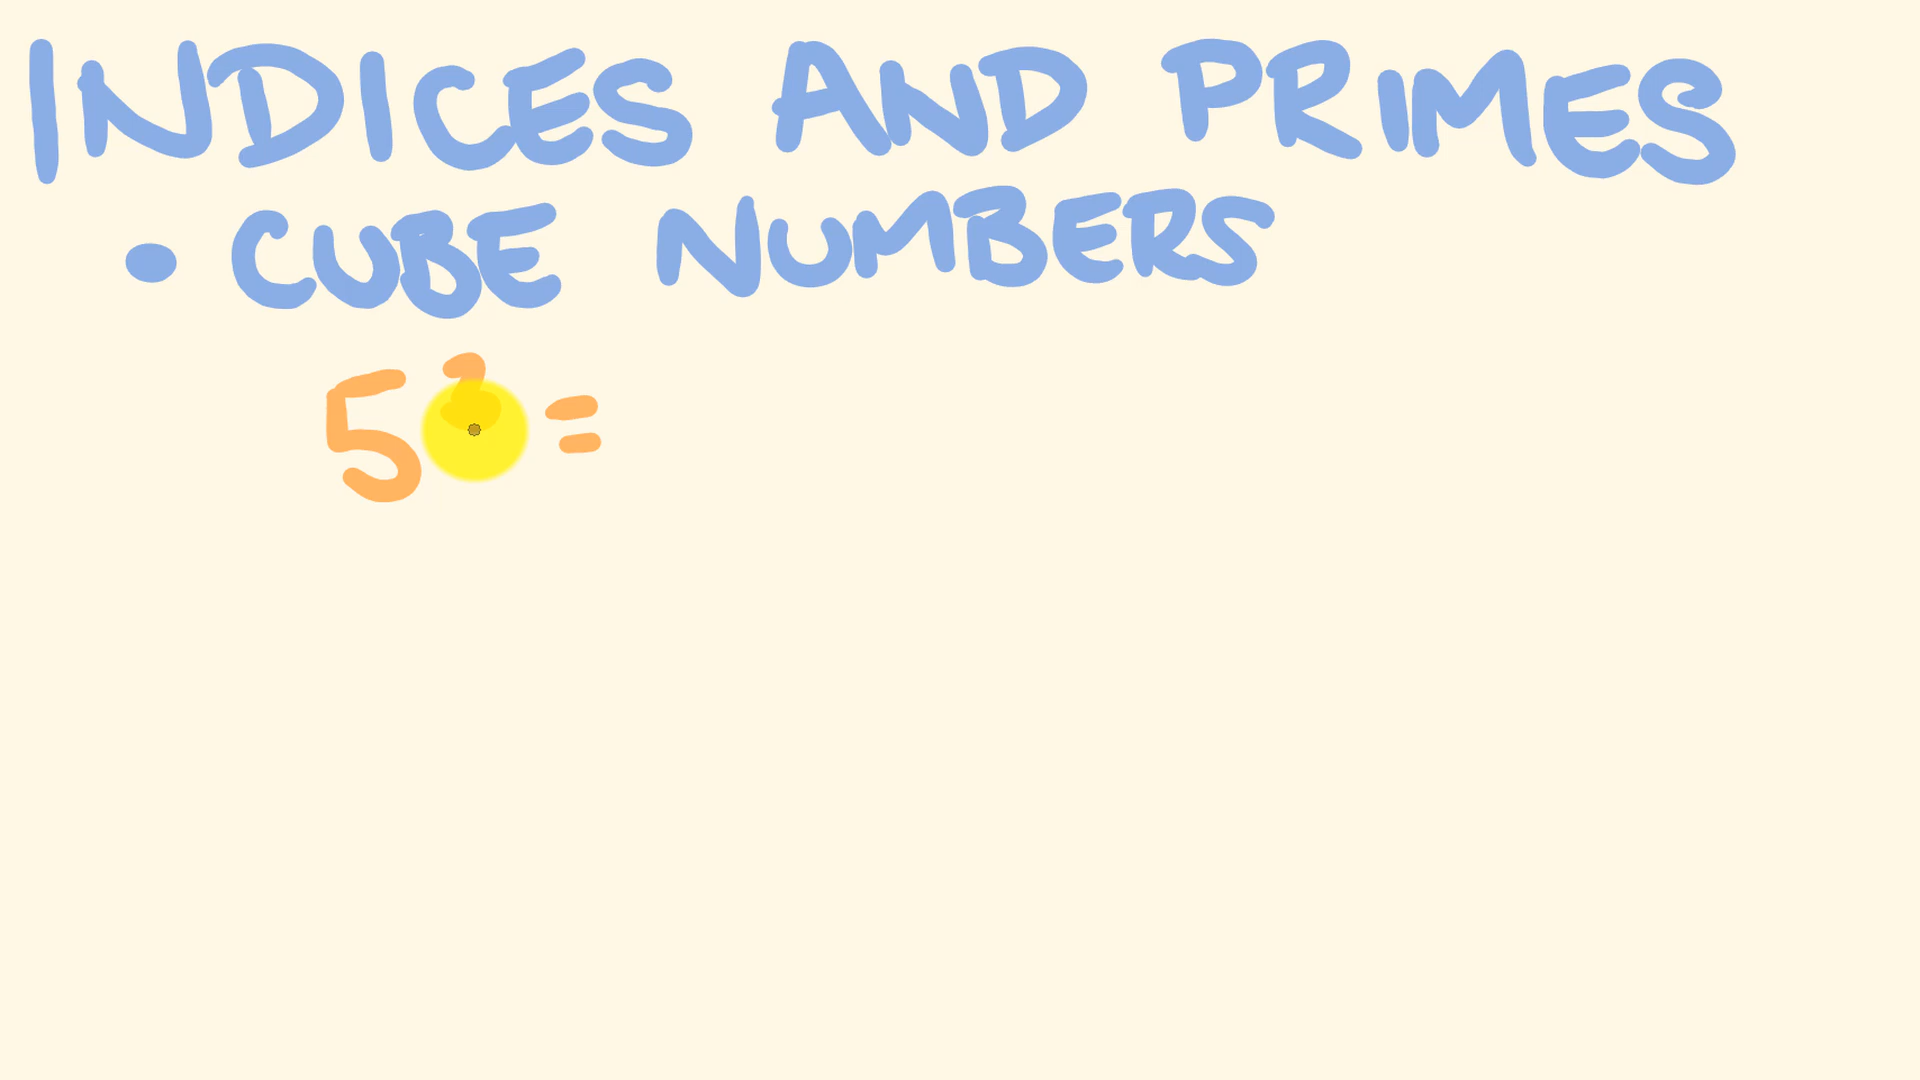 INDICES AND PRIMES
• CUBE NUMBERS
5³ =